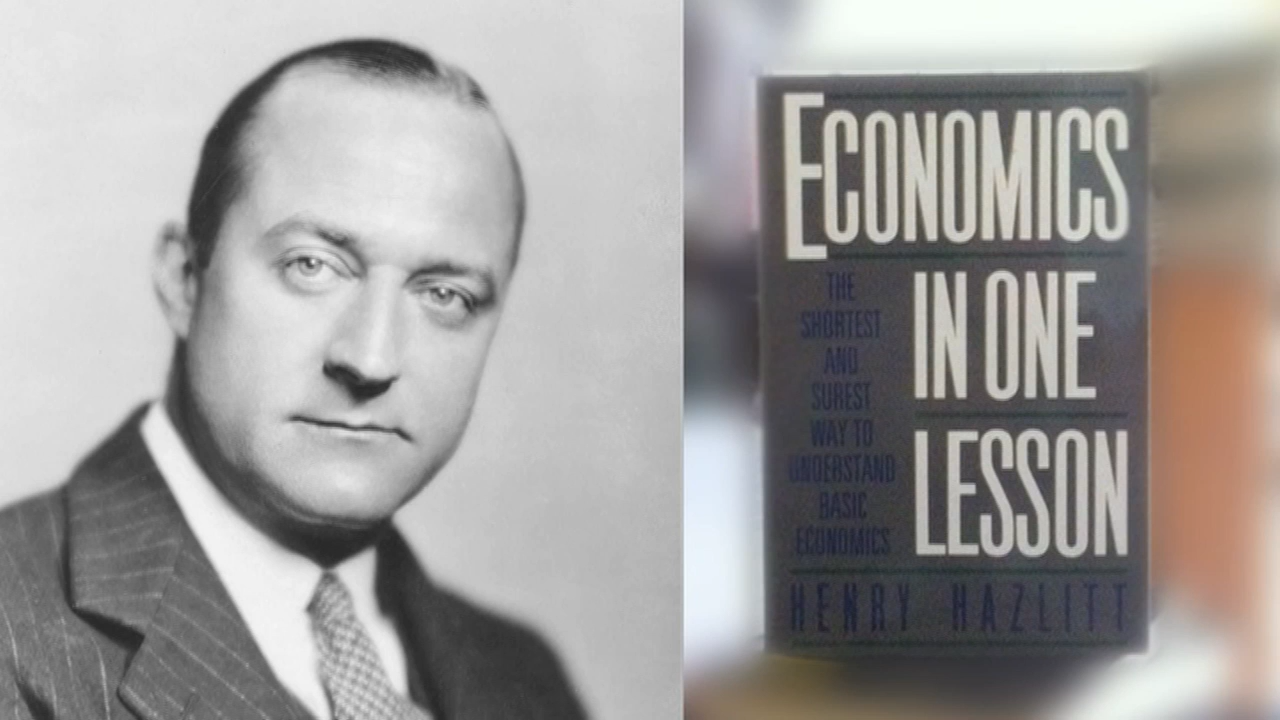 ECONOMICS
IN ONE
LESSON
THE
SHORTEST
AND
SUREST
WAY TO
UNDERSTAND
BASIC
ECONOMICS
HENRY HAZLITT